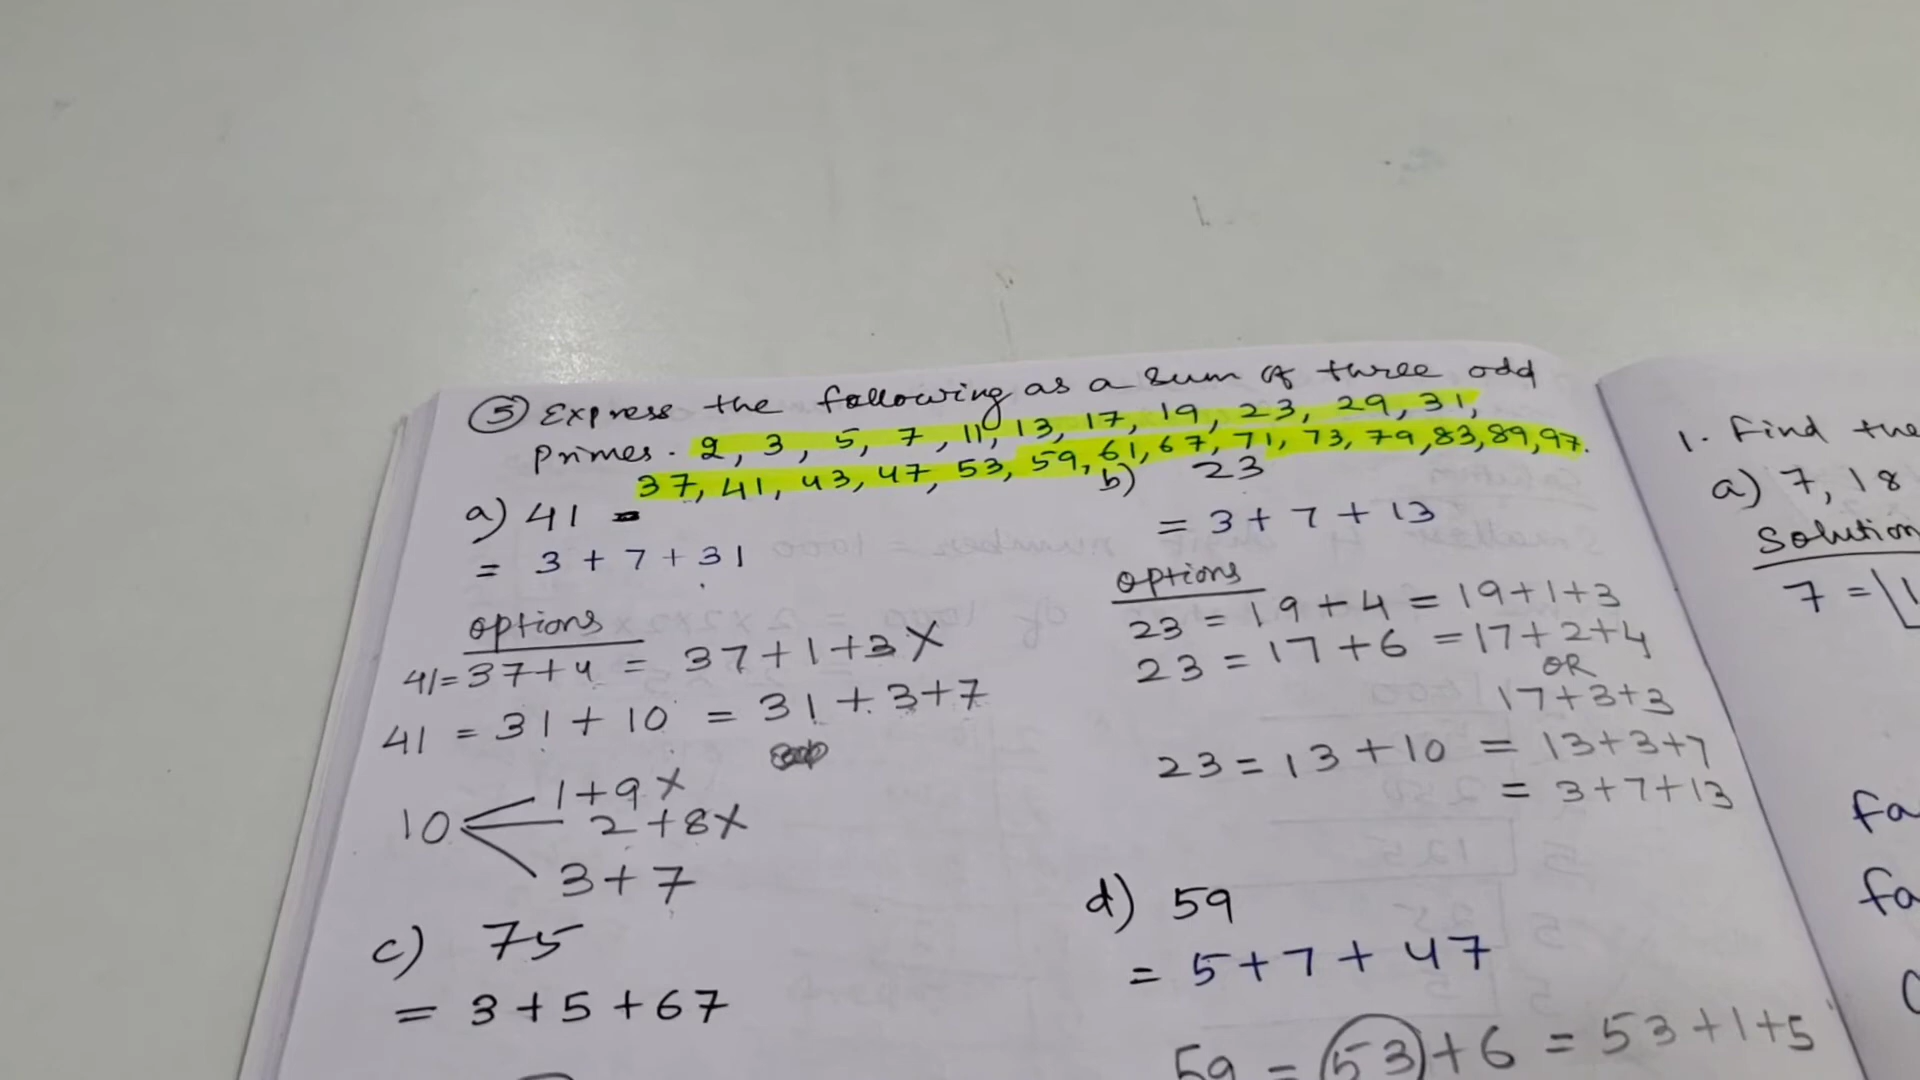 ⑤ Express the following as a sum of three odd
primes. 2, 3, 5, 7, 11, 13, 17, 19, 23, 29, 31,
37, 41, 43, 47, 53, 59, 61, 67, 71, 73, 79, 83, 89, 97.
a) 41 =
= 3 + 7 + 31
options
41 = 37 + 4 = 37 + 1 + 3 X
41 = 31 + 10 = 31 + 3 + 7
10
1 + 9 X
2 + 8 X
3 + 7
b) 23
= 3 + 7 + 13
options
23 = 19 + 4 = 19 + 1 + 3
23 = 17 + 6 = 17 + 2 + 4
OR
17 + 3 + 3
23 = 13 + 10 = 13 + 3 + 7
= 3 + 7 + 13
c) 75
= 3 + 5 + 67
d) 59
= 5 + 7 + 47
59 = 53 + 6 = 53 + 1 + 5
1. Find the
a) 7, 18
Solution
7 =
fa
fa